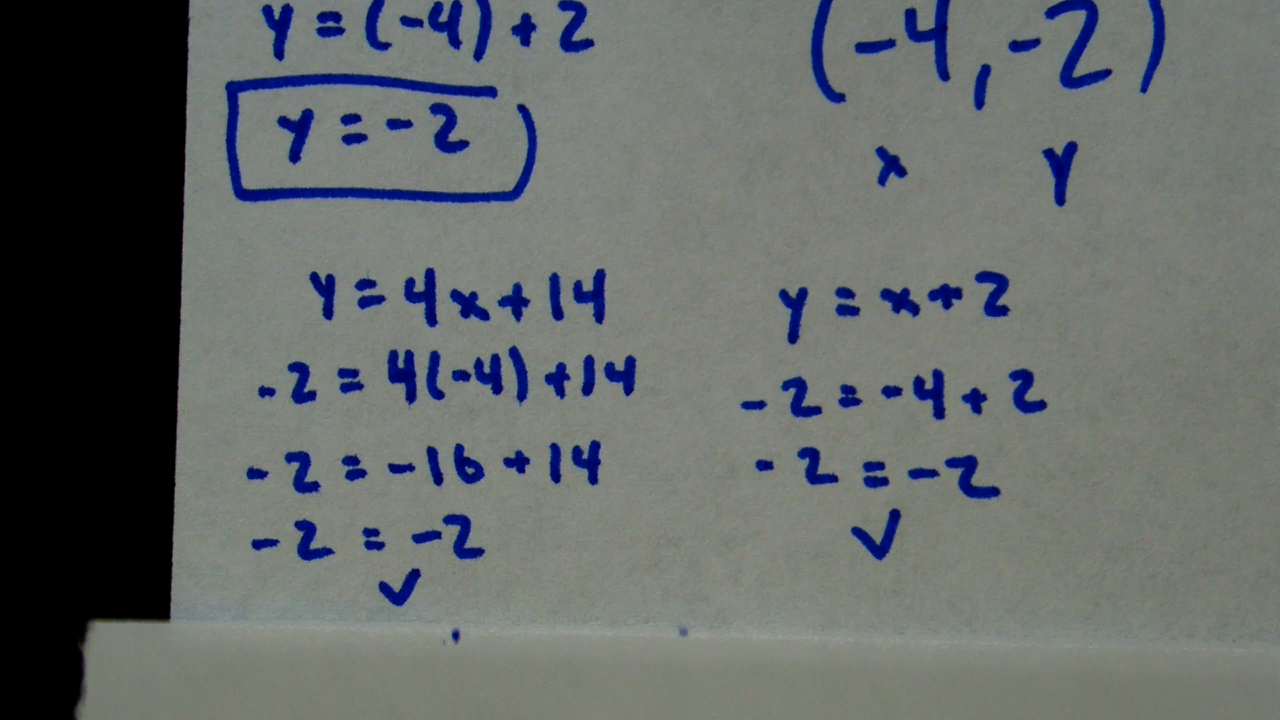 y = (-4) + 2
(-4, -2)
y = -2
x y
y = 4x + 14
-2 = 4(-4) + 14
-2 = -16 + 14
-2 = -2
✓
y = x + 2
-2 = -4 + 2
-2 = -2
✓